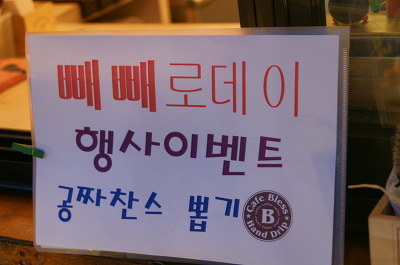 빼빼로데이
행사이벤트
공짜찬스 뽑기
Cafe Bless
B
Hand Drip